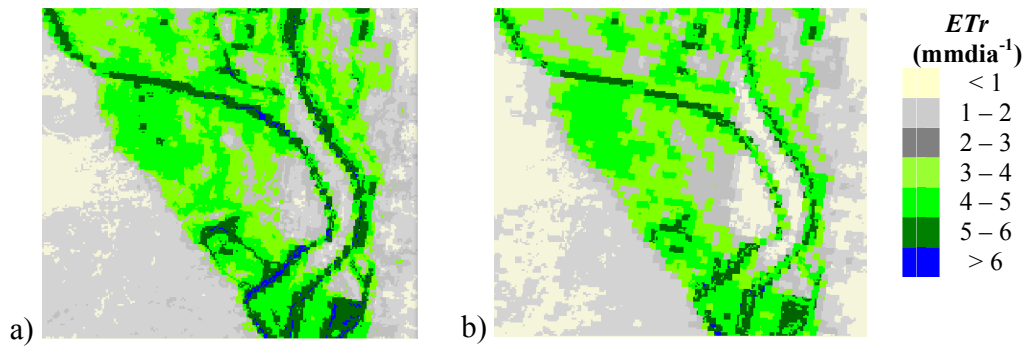 ETr
(mmdia-1)
< 1
1 – 2
2 – 3
3 – 4
4 – 5
5 – 6
> 6
a)
b)